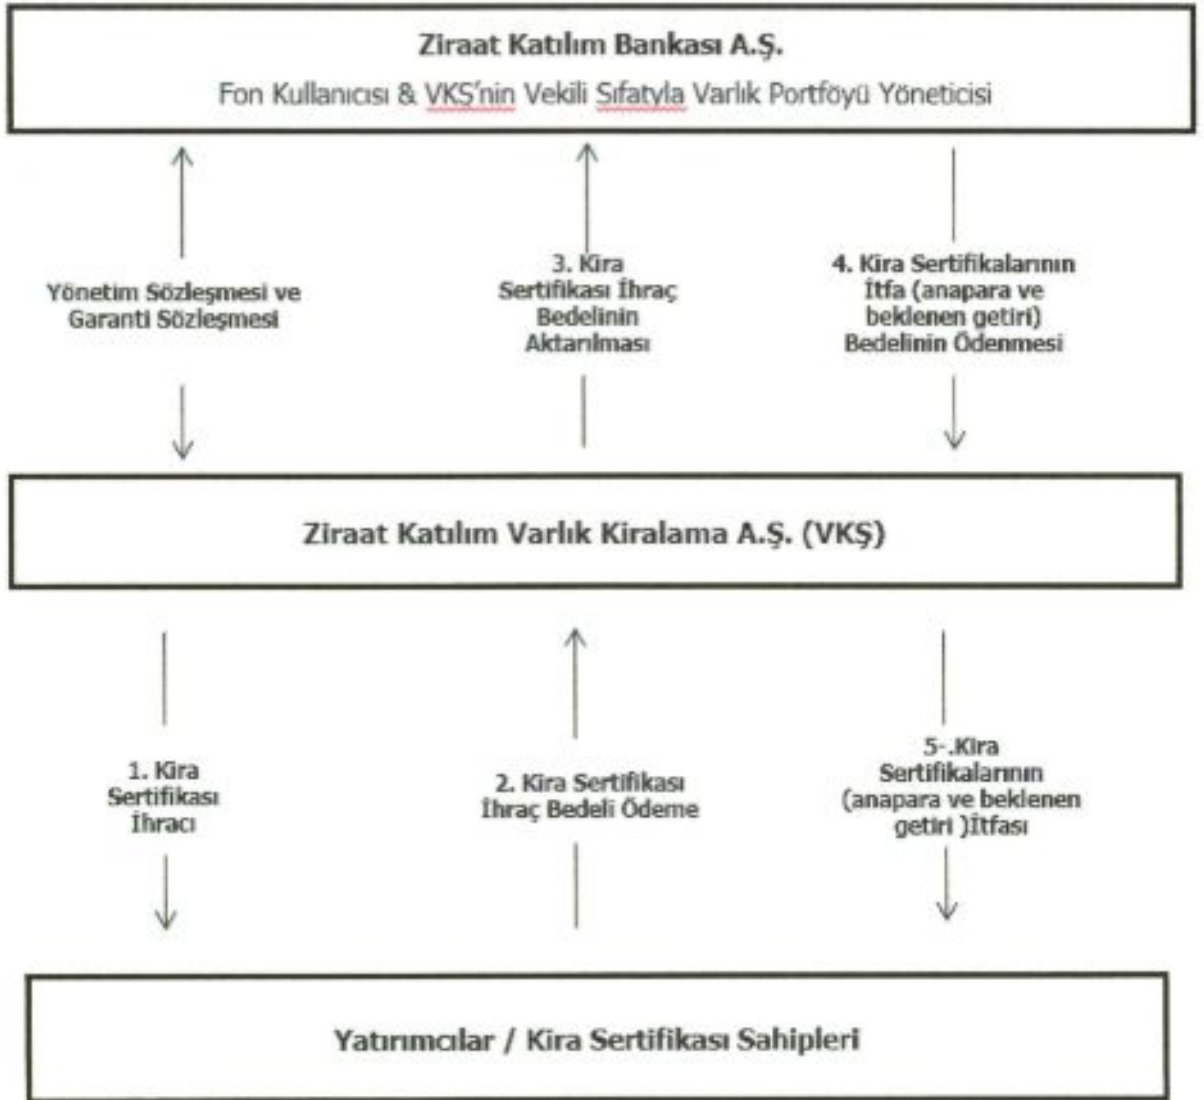 Ziraat Katılım Bankası A.Ş.
Fon Kullanıcısı & VKŞ'nin Vekili Sıfatyla Varlık Portföyü Yöneticisi
Yönetim Sözleşmesi ve
Garanti Sözleşmesi
3. Kira
Sertifikası İhraç
Bedelinin
Aktarılması
4. Kira Sertifikalarının
İtfa (anapara ve
beklenen getiri)
Bedelinin Ödenmesi
Ziraat Katılım Varlık Kiralama A.Ş. (VKŞ)
1. Kira
Sertifikası
İhracı
2. Kira Sertifikası
İhraç Bedeli Ödeme
5-.Kira
Sertifikalarının
(anapara ve beklenen
getiri )İtfası
Yatırımcılar / Kira Sertifikası Sahipleri